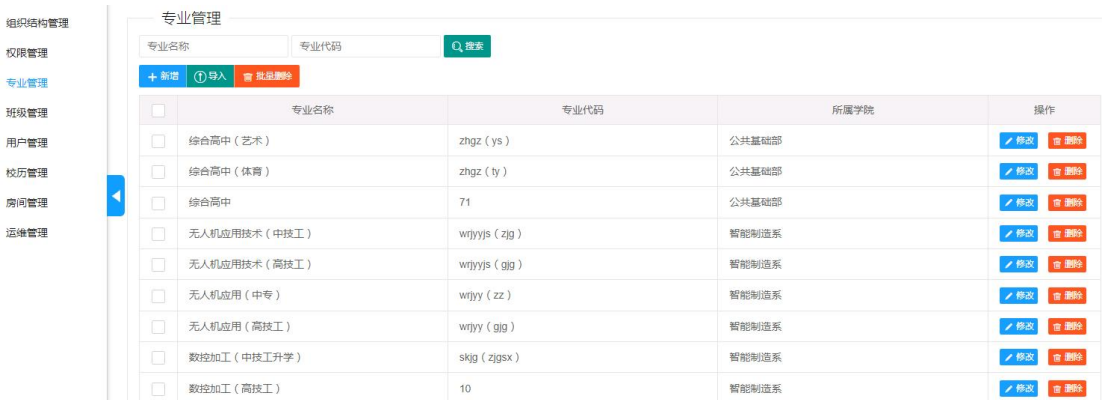 组织结构管理
权限管理
专业管理
班级管理
用户管理
校历管理
房间管理
运维管理
专业管理
专业名称 专业代码 搜索
新增 导入 批量删除
专业名称 专业代码 所属学院 操作
综合高中（艺术） zhgz（ys） 公共基础部 修改 删除
综合高中（体育） zhgz（ty） 公共基础部 修改 删除
综合高中 71 公共基础部 修改 删除
无人机应用技术（中技工） wrjyyjs（zjg） 智能制造系 修改 删除
无人机应用技术（高技工） wrjyyjs（gjg） 智能制造系 修改 删除
无人机应用（中专） wrjyy（zz） 智能制造系 修改 删除
无人机应用（高技工） wrjyy（gjg） 智能制造系 修改 删除
数控加工（中技工升学） skjg（zjgsx） 智能制造系 修改 删除
数控加工（高技工） 10 智能制造系 修改 删除